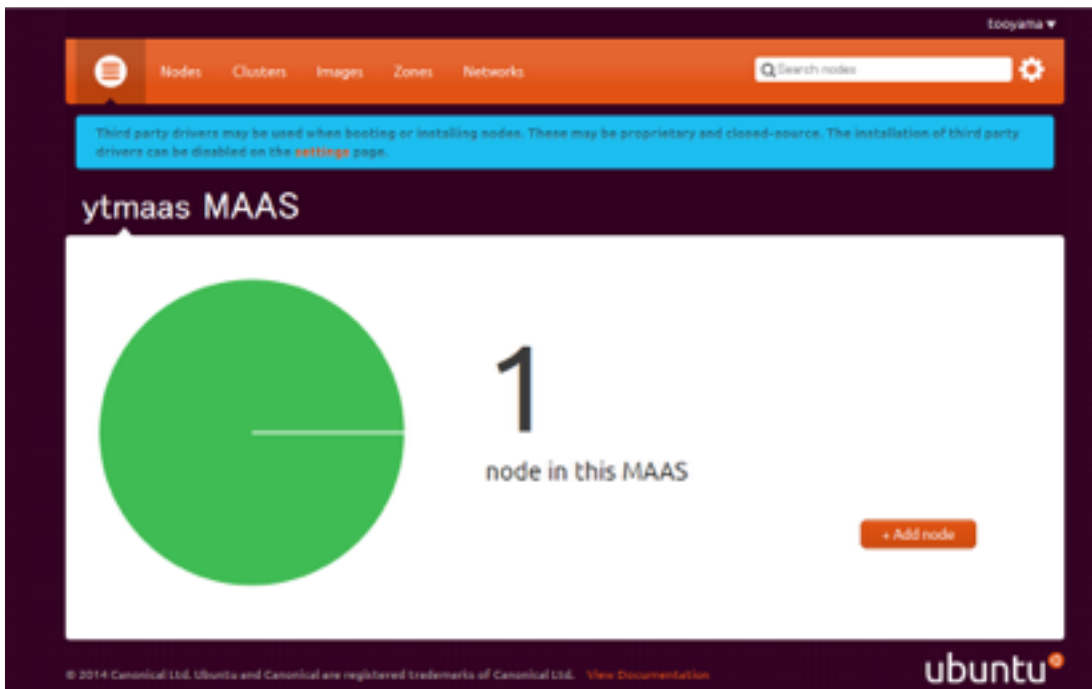 tooyama ▾
Nodes Clusters Images Zones Networks Search nodes
Third party drivers may be used when booting or installing nodes. These may be proprietary and closed-source. The installation of third party
drivers can be disabled on the settings page.
ytmaas MAAS
1
node in this MAAS
+ Add node
© 2014 Canonical Ltd. Ubuntu and Canonical are registered trademarks of Canonical Ltd. View Documentation
ubuntu